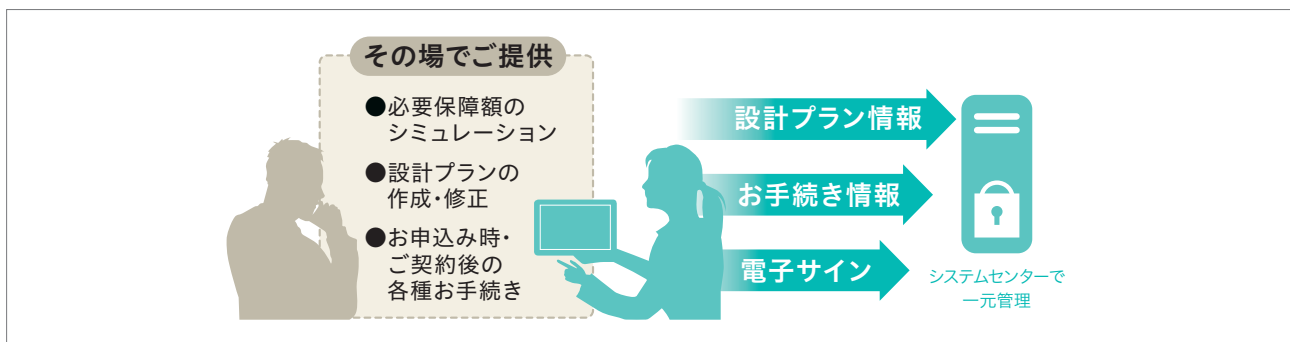 その場でご提供
●必要保障額の
シミュレーション
●設計プランの
作成・修正
●お申込み時・
ご契約後の
各種お手続き
設計プラン情報
お手続き情報
電子サイン
システムセンターで
一元管理